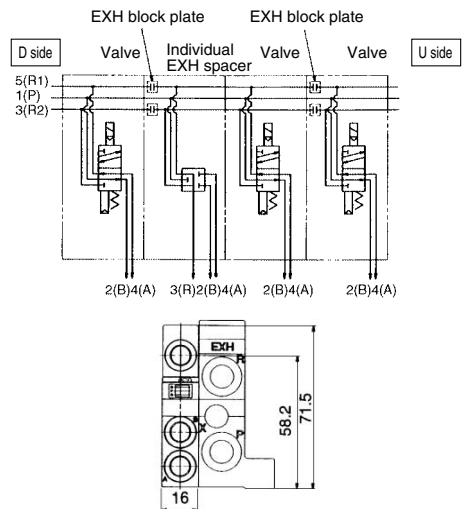 EXH block plate
EXH block plate
D side
Valve
Individual
EXH spacer
Valve
Valve
U side
5(R1)
1(P)
3(R2)
2(B)4(A)
3(R)2(B)4(A)
2(B)4(A)
2(B)4(A)
EXH
R
B
X
P
A
58.2
71.5
16